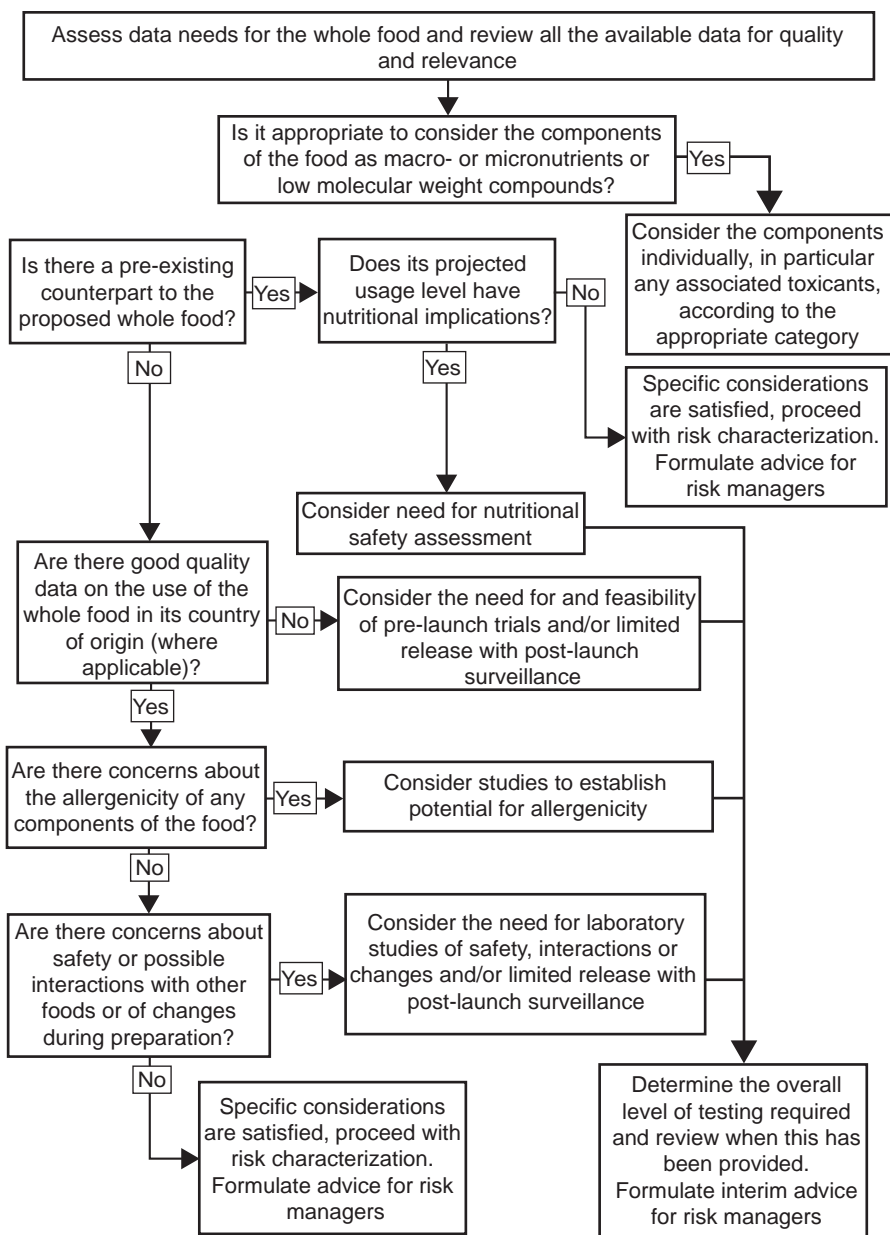 Assess data needs for the whole food and review all the available data for quality
and relevance
Is it appropriate to consider the components
of the food as macro- or micronutrients or
low molecular weight compounds?
Yes
Consider the components
individually, in particular
any associated toxicants,
according to the
appropriate category
Is there a pre-existing
counterpart to the
proposed whole food?
Yes
Does its projected
usage level have
nutritional implications?
No
No
Yes
Specific considerations
are satisfied, proceed
with risk characterization.
Formulate advice for
risk managers
Consider need for nutritional
safety assessment
Are there good quality
data on the use of the
whole food in its country
of origin (where
applicable)?
No
Consider the need for and feasibility
of pre-launch trials and/or limited
release with post-launch
surveillance
Yes
Are there concerns about
the allergenicity of any
components of the food?
Yes
Consider studies to establish
potential for allergenicity
No
Are there concerns about
safety or possible
interactions with other
foods or of changes
during preparation?
Yes
Consider the need for laboratory
studies of safety, interactions or
changes and/or limited release with
post-launch surveillance
No
Specific considerations
are satisfied, proceed with
risk characterization.
Formulate advice for risk
managers
Determine the overall
level of testing required
and review when this has
been provided.
Formulate interim advice
for risk managers